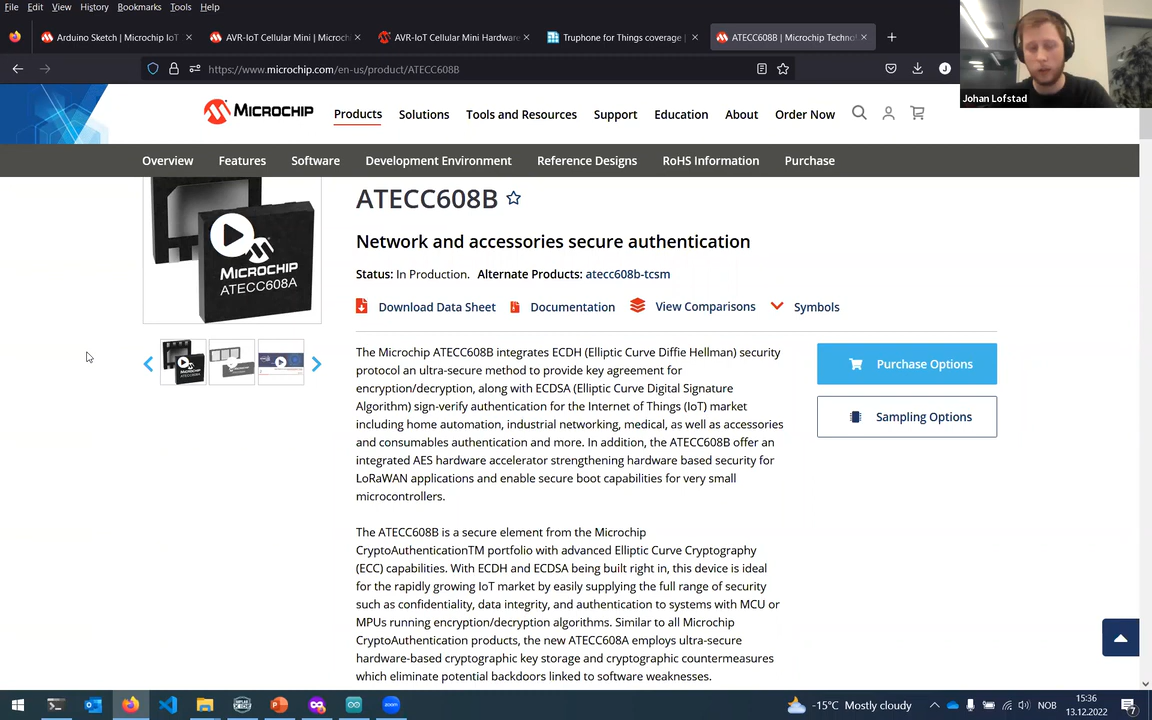 File Edit View History Bookmarks Tools Help
Arduino Sketch | Microchip IoT
AVR-IoT Cellular Mini | Microch
AVR-IoT Cellular Mini Hardware
Truphone for Things coverage |
ATECC608B | Microchip Techno
https://www.microchip.com/en-us/product/ATECC608B
J
Johan Lofstad
MICROCHIP
Products Solutions Tools and Resources Support Education About Order Now
Overview Features Software Development Environment Reference Designs RoHS Information Purchase
MICROCHIP
ATECC608A
ATECC608B
Network and accessories secure authentication
Status: In Production. Alternate Products: atecc608b-tcsm
Download Data Sheet Documentation View Comparisons Symbols
The Microchip ATECC608B integrates ECDH (Elliptic Curve Diffie Hellman) security
protocol an ultra-secure method to provide key agreement for
encryption/decryption, along with ECDSA (Elliptic Curve Digital Signature
Algorithm) sign-verify authentication for the Internet of Things (IoT) market
including home automation, industrial networking, medical, as well as accessories
and consumables authentication and more. In addition, the ATECC608B offer an
integrated AES hardware accelerator strengthening hardware based security for
LoRaWAN applications and enable secure boot capabilities for very small
microcontrollers.
The ATECC608B is a secure element from the Microchip
CryptoAuthenticationTM portfolio with advanced Elliptic Curve Cryptography
(ECC) capabilities. With ECDH and ECDSA being built right in, this device is ideal
for the rapidly growing IoT market by easily supplying the full range of security
such as confidentiality, data integrity, and authentication to systems with MCU or
MPUs running encryption/decryption algorithms. Similar to all Microchip
CryptoAuthentication products, the new ATECC608A employs ultra-secure
hardware-based cryptographic key storage and cryptographic countermeasures
which eliminate potential backdoors linked to software weaknesses.
Purchase Options
Sampling Options
-15°C Mostly cloudy
NOB
15:36
13.12.2022
7